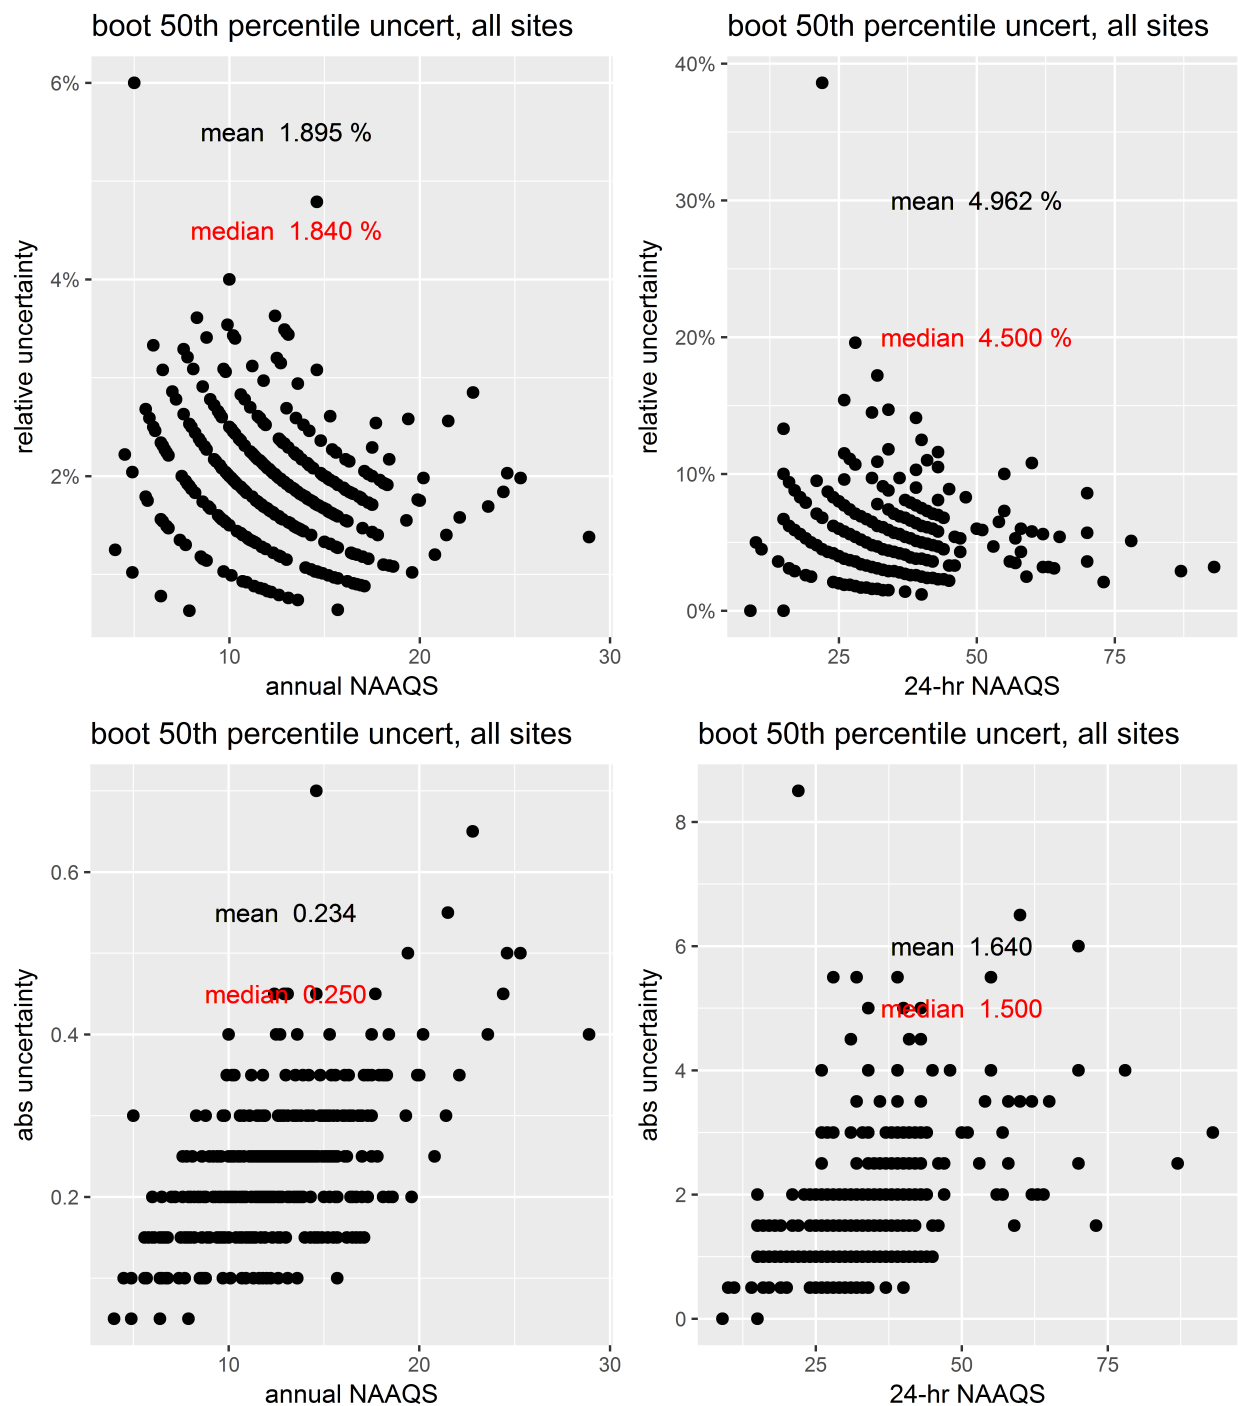 boot 50th percentile uncert, all sites
6%
4%
2%
mean 1.895 %
median 1.840 %
relative uncertainty
10
20
30
annual NAAQS
boot 50th percentile uncert, all sites
40%
30%
20%
10%
0%
mean 4.962 %
median 4.500 %
relative uncertainty
25
50
75
24-hr NAAQS
boot 50th percentile uncert, all sites
0.6
0.4
0.2
mean 0.234
median 0.250
abs uncertainty
10
20
30
annual NAAQS
boot 50th percentile uncert, all sites
8
6
4
2
0
mean 1.640
median 1.500
abs uncertainty
25
50
75
24-hr NAAQS